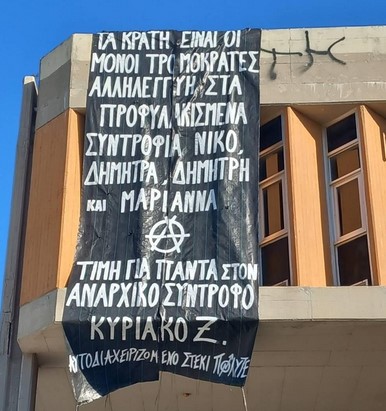 ΤΑ ΚΡΑΤΗ ΕΙΝΑΙ ΟΙ
ΜΟΝΟΙ ΤΡΟΜΟΚΡΑΤΕΣ
ΑΛΛΗΛΕΓΓΥΗ ΣΤΑ
ΠΡΟΦΥΛΑΚΙΣΜΕΝΑ
ΣΥΝΤΡΟΦΙΑ ΝΙΚΟ,
ΔΗΜΗΤΡΑ, ΔΗΜΗΤΡΗ
ΚΑΙ ΜΑΡΙΑΝΝΑ
ΤΙΜΗ ΓΙΑ ΠΑΝΤΑ ΣΤΟΝ
ΑΝΑΡΧΙΚΟ ΣΥΝΤΡΟΦΟ
ΚΥΡΙΑΚΟ Ξ.
ΑΥΤΟΔΙΑΧΕΙΡΙΖΟΜΕΝΟ ΣΤΕΚΙ